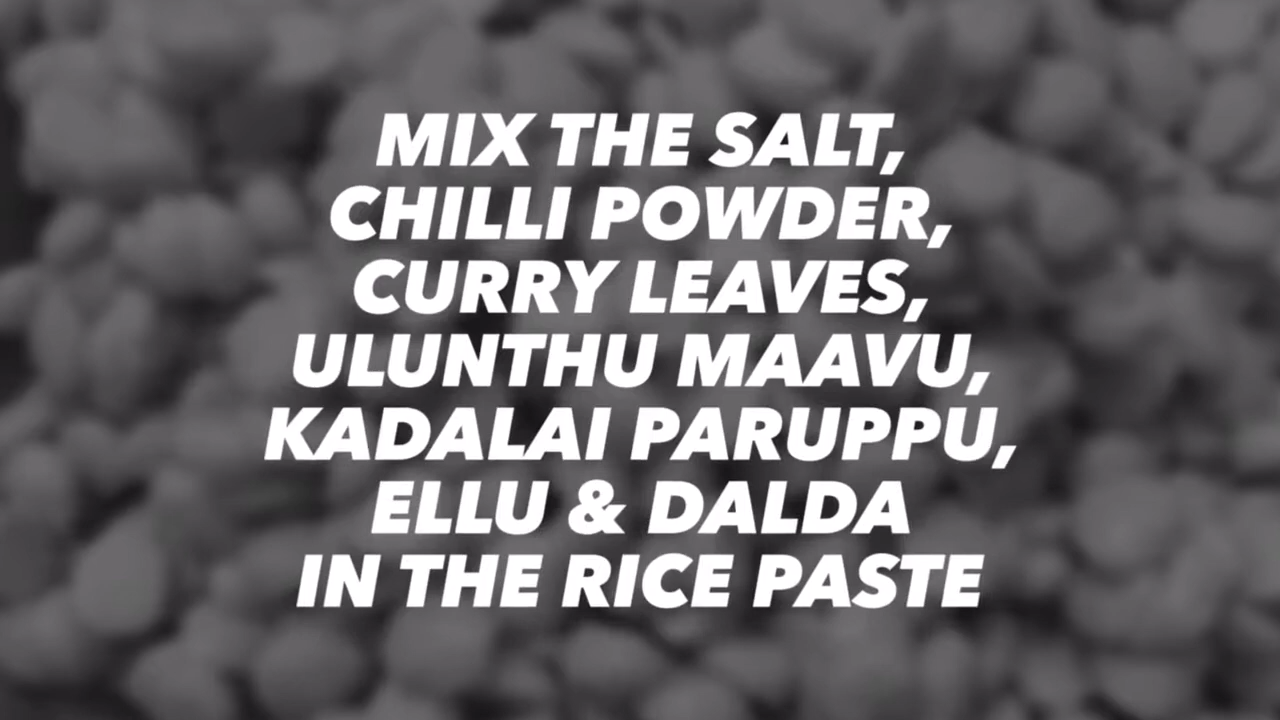 MIX THE SALT,
CHILLI POWDER,
CURRY LEAVES,
ULUNTHU MAAVU,
KADALAI PARUPPU,
ELLU & DALDA
IN THE RICE PASTE